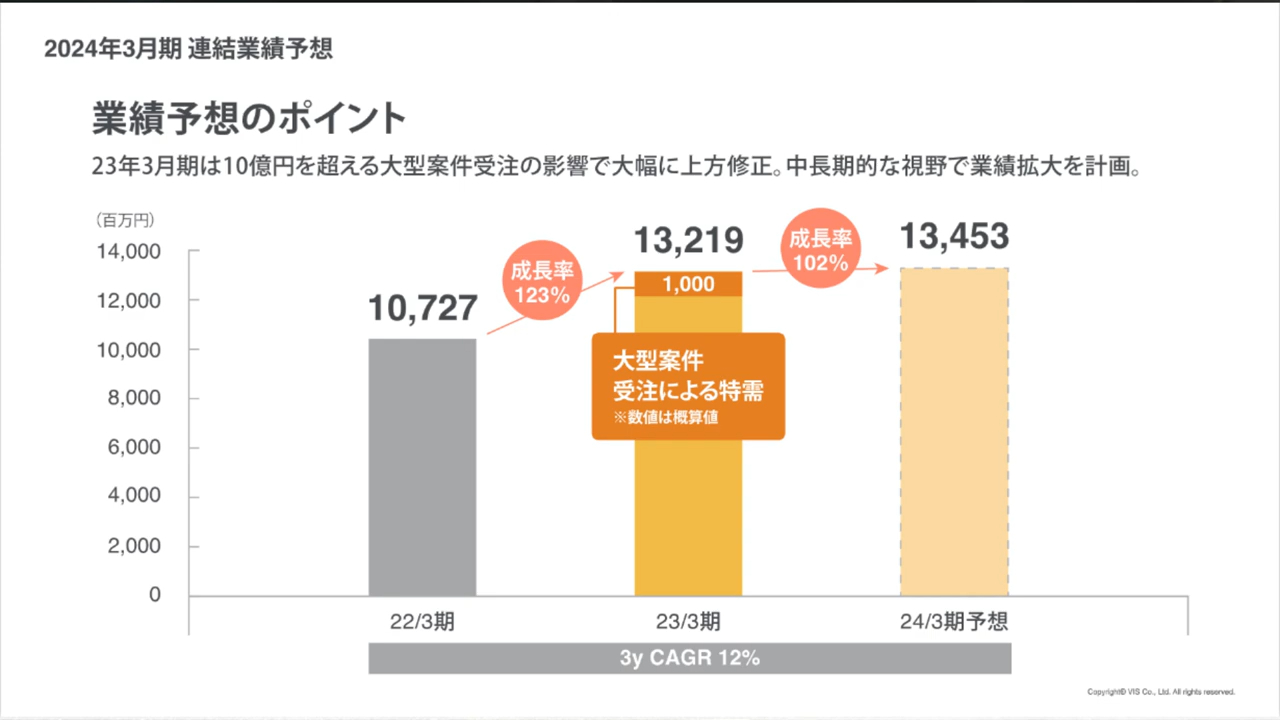 2024年3月期 連結業績予想
業績予想のポイント
23年3月期は10億円を超える大型案件受注の影響で大幅に上方修正。中長期的な視野で業績拡大を計画。
（百万円）
14,000
12,000
10,000
8,000
6,000
4,000
2,000
0
10,727
成長率
123%
13,219
1,000
大型案件
受注による特需
※数値は概算値
成長率
102%
13,453
22/3期
23/3期
24/3期予想
3y CAGR 12%
Copyright© VIS Co., Ltd. All rights reserved.